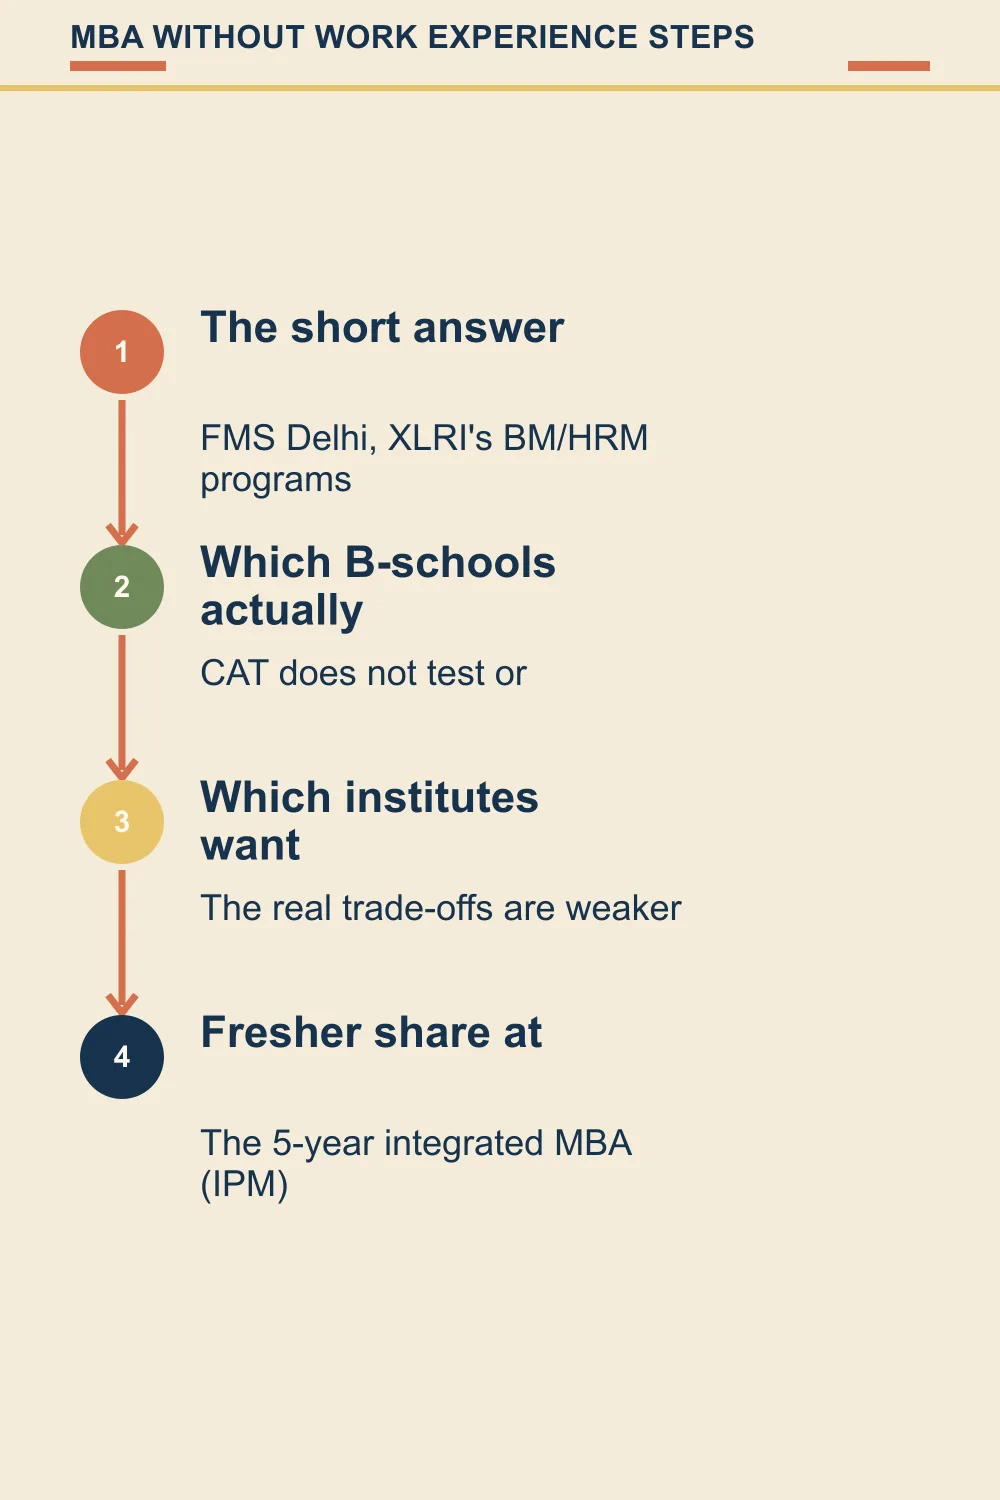 MBA WITHOUT WORK EXPERIENCE STEPS
1
The short answer
FMS Delhi, XLRI's BM/HRM
programs
2
Which B-schools
actually
CAT does not test or
3
Which institutes
want
The real trade-offs are weaker
4
Fresher share at
The 5-year integrated MBA
(IPM)